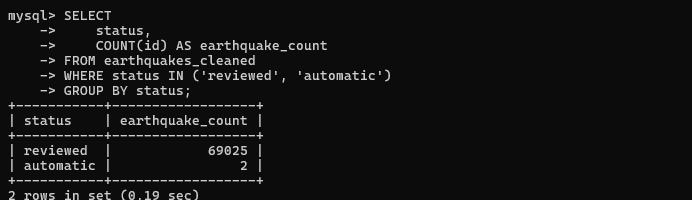 mysql> SELECT
    ->     status,
    ->     COUNT(id) AS earthquake_count
    -> FROM earthquakes_cleaned
    -> WHERE status IN ('reviewed', 'automatic')
    -> GROUP BY status;
+-----------+------------------+
| status    | earthquake_count |
+-----------+------------------+
| reviewed  |            69025 |
| automatic |                2 |
+-----------+------------------+
2 rows in set (0.19 sec)